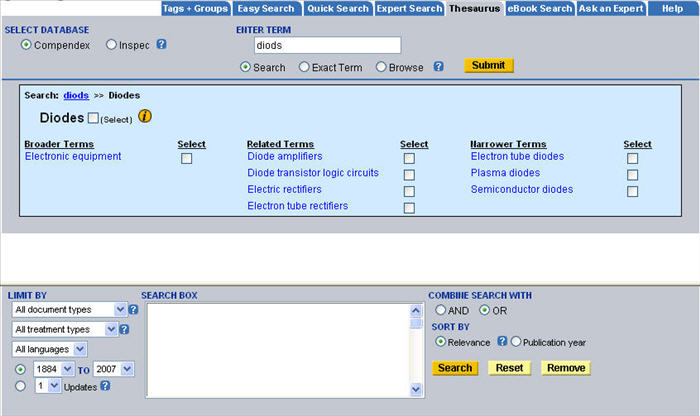 Tags + Groups Easy Search Quick Search Expert Search Thesaurus eBook Search Ask an Expert Help
SELECT DATABASE ENTER TERM
Compendex Inspec ? diods
Search Exact Term Browse ? Submit
Search: diods >> Diodes
Diodes (Select) i
Broader Terms Select Related Terms Select Narrower Terms Select
Electronic equipment Diode amplifiers Electron tube diodes
Diode transistor logic circuits Plasma diodes
Electric rectifiers Semiconductor diodes
Electron tube rectifiers
LIMIT BY SEARCH BOX COMBINE SEARCH WITH
All document types ? AND OR
All treatment types ? SORT BY
All languages Relevance ? Publication year
1884 TO 2007 Search Reset Remove
1 Updates ?